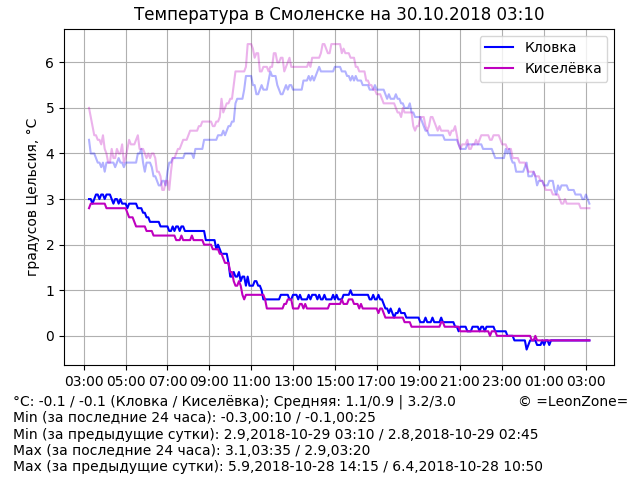 Температура в Смоленске на 30.10.2018 03:10
Кловка
Киселёвка
градусов Цельсия, °C
6
5
4
3
2
1
0
03:00 05:00 07:00 09:00 11:00 13:00 15:00 17:00 19:00 21:00 23:00 01:00 03:00
°C: -0.1 / -0.1 (Кловка / Киселёвка); Средняя: 1.1/0.9 | 3.2/3.0 © =LeonZone=
Min (за последние 24 часа): -0.3,00:10 / -0.1,00:25
Min (за предыдущие сутки): 2.9,2018-10-29 03:10 / 2.8,2018-10-29 02:45
Max (за последние 24 часа): 3.1,03:35 / 2.9,03:20
Max (за предыдущие сутки): 5.9,2018-10-28 14:15 / 6.4,2018-10-28 10:50